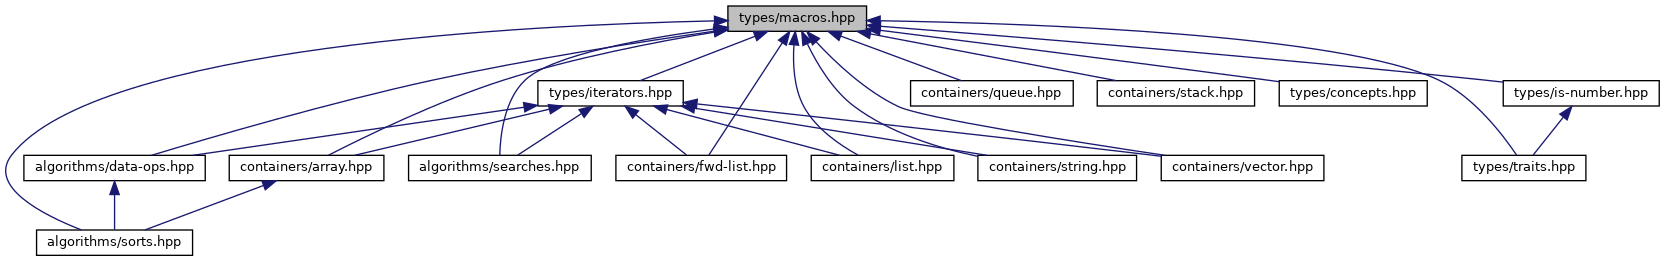 types/macros.hpp
types/iterators.hpp
containers/queue.hpp
containers/stack.hpp
types/concepts.hpp
types/is-number.hpp
algorithms/data-ops.hpp
containers/array.hpp
algorithms/searches.hpp
containers/fwd-list.hpp
containers/list.hpp
containers/string.hpp
containers/vector.hpp
types/traits.hpp
algorithms/sorts.hpp